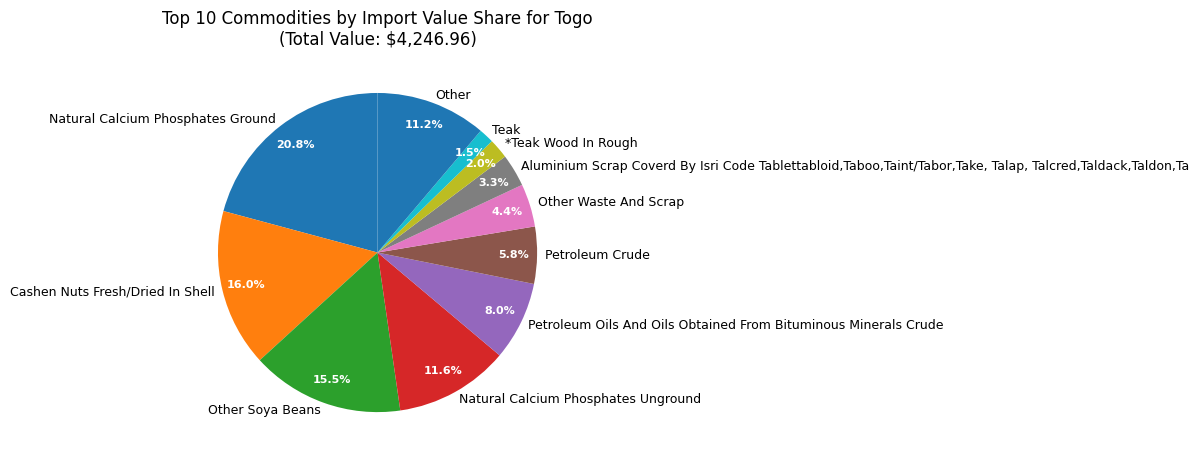 Top 10 Commodities by Import Value Share for Togo
(Total Value: $4,246.96)
Other
11.2%
Natural Calcium Phosphates Ground
20.8%
Teak
1.5%
*Teak Wood In Rough
2.0%
Aluminium Scrap Coverd By Isri Code Tablettabloid,Taboo,Taint/Tabor,Take, Talap, Talcred,Taldack,Taldon,Ta
3.3%
Other Waste And Scrap
4.4%
Petroleum Crude
5.8%
Cashen Nuts Fresh/Dried In Shell
16.0%
Petroleum Oils And Oils Obtained From Bituminous Minerals Crude
8.0%
Natural Calcium Phosphates Unground
11.6%
Other Soya Beans
15.5%